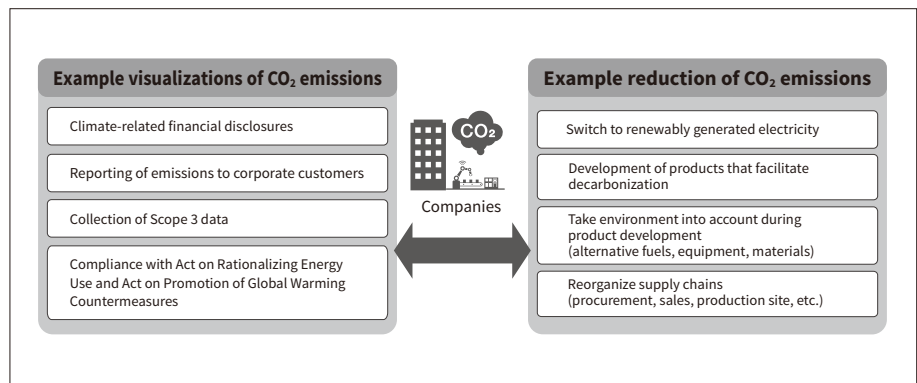 Example visualizations of CO₂ emissions
Climate-related financial disclosures
Reporting of emissions to corporate customers
Collection of Scope 3 data
Compliance with Act on Rationalizing Energy
Use and Act on Promotion of Global Warming
Countermeasures
CO₂
Companies
Example reduction of CO₂ emissions
Switch to renewably generated electricity
Development of products that facilitate
decarbonization
Take environment into account during
product development
(alternative fuels, equipment, materials)
Reorganize supply chains
(procurement, sales, production site, etc.)